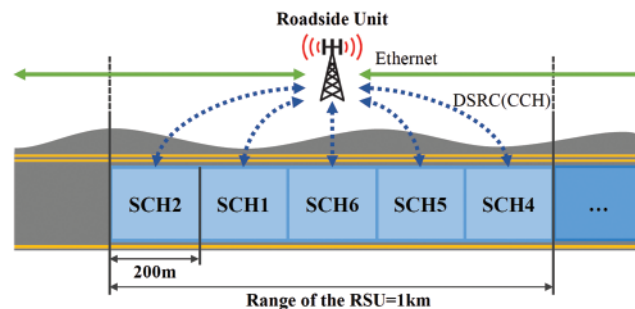 Roadside Unit
Ethernet
DSRC(CCH)
SCH2 SCH1 SCH6 SCH5 SCH4 ...
200m
Range of the RSU=1km